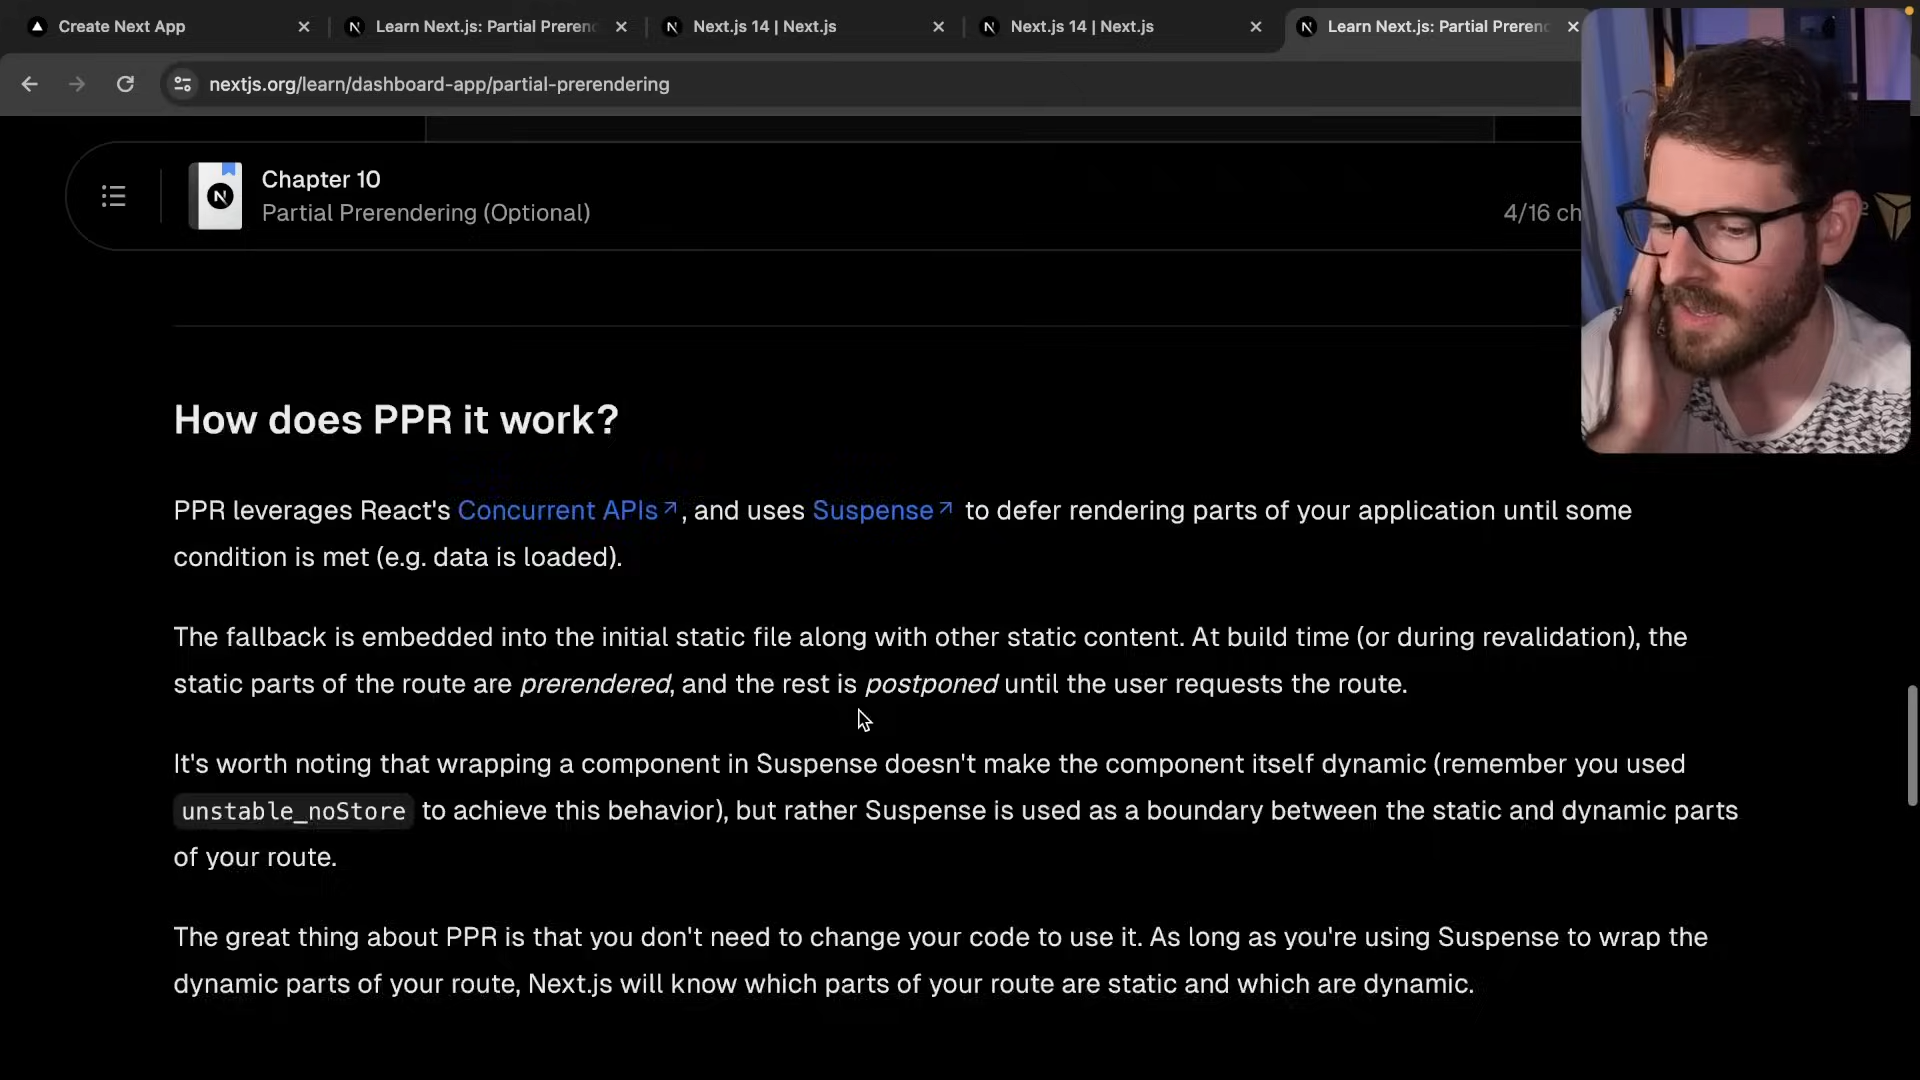 Create Next App
Learn Next.js: Partial Preren
Next.js 14 | Next.js
Next.js 14 | Next.js
Learn Next.js: Partial Preren
nextjs.org/learn/dashboard-app/partial-prerendering
Chapter 10
Partial Prerendering (Optional)
4/16 ch
How does PPR it work?
PPR leverages React's Concurrent APIs, and uses Suspense to defer rendering parts of your application until some
condition is met (e.g. data is loaded).
The fallback is embedded into the initial static file along with other static content. At build time (or during revalidation), the
static parts of the route are prerendered, and the rest is postponed until the user requests the route.
It's worth noting that wrapping a component in Suspense doesn't make the component itself dynamic (remember you used
unstable_noStore to achieve this behavior), but rather Suspense is used as a boundary between the static and dynamic parts
of your route.
The great thing about PPR is that you don't need to change your code to use it. As long as you're using Suspense to wrap the
dynamic parts of your route, Next.js will know which parts of your route are static and which are dynamic.